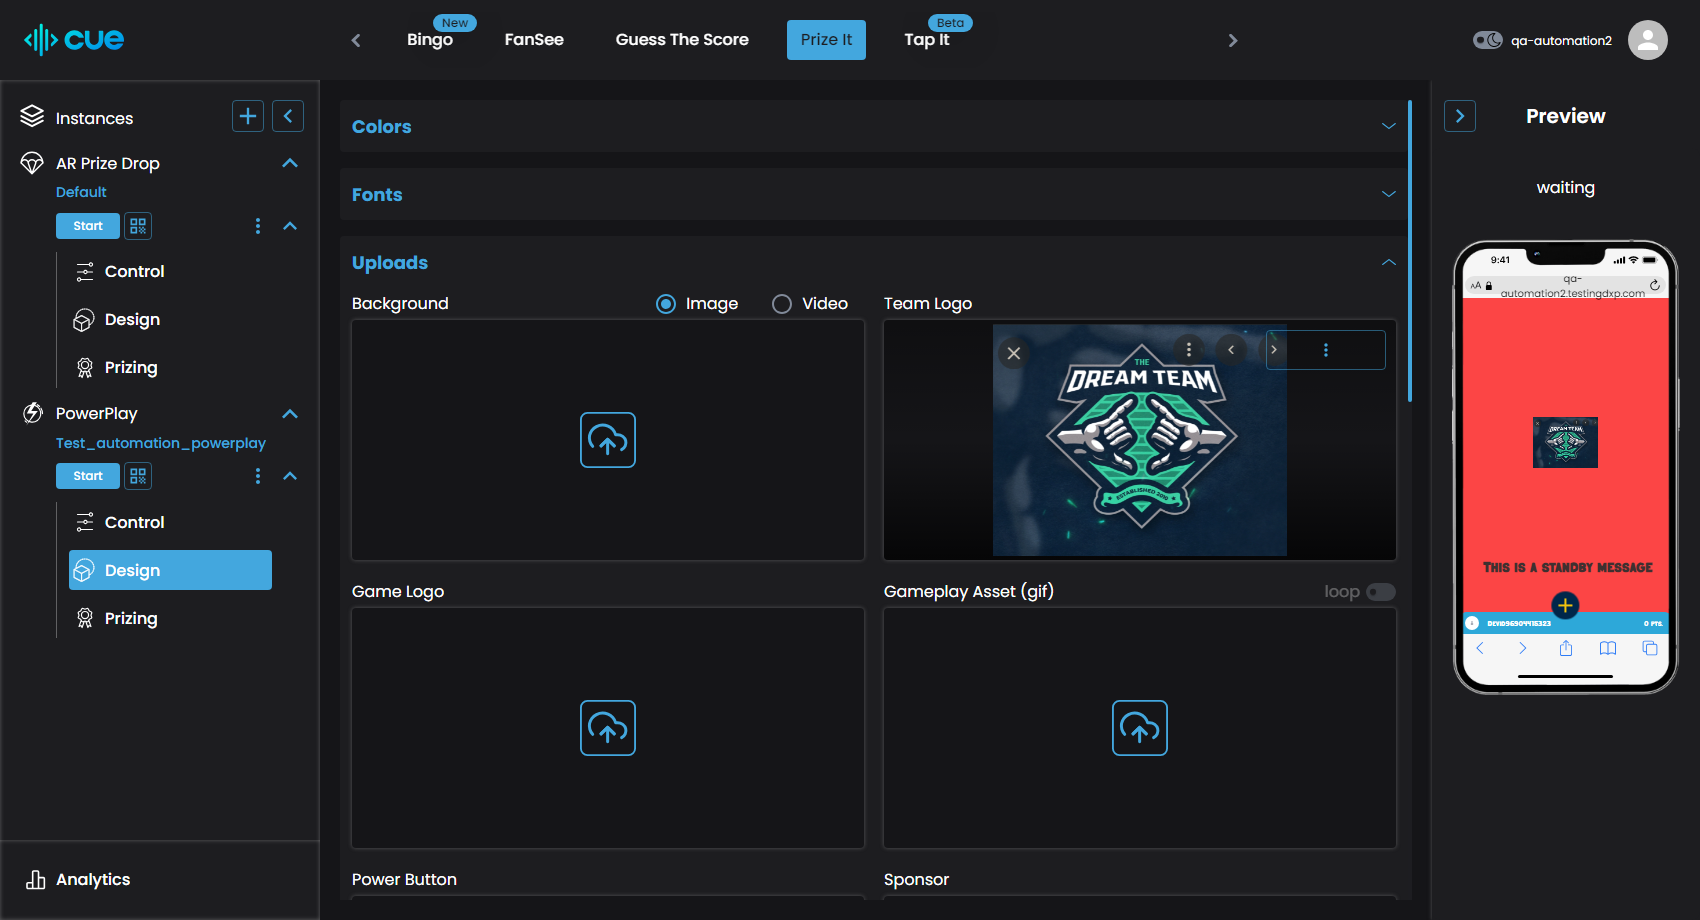 cue
Bingo
New
FanSee
Guess The Score
Prize It
Tap It
Beta
qa-automation2
Instances
AR Prize Drop
Default
Start
Control
Design
Prizing
PowerPlay
Test_automation_powerplay
Start
Control
Design
Prizing
Analytics
Colors
Fonts
Uploads
Background
Image
Video
Team Logo
THE
DREAM TEAM
ESTABLISHED 2019
Game Logo
Gameplay Asset (gif)
loop
Power Button
Sponsor
Preview
waiting
9:41
AA
qa-
automation2.testingdxp.com
DREAM TEAM
THIS IS A STANDBY MESSAGE
0 PTS.